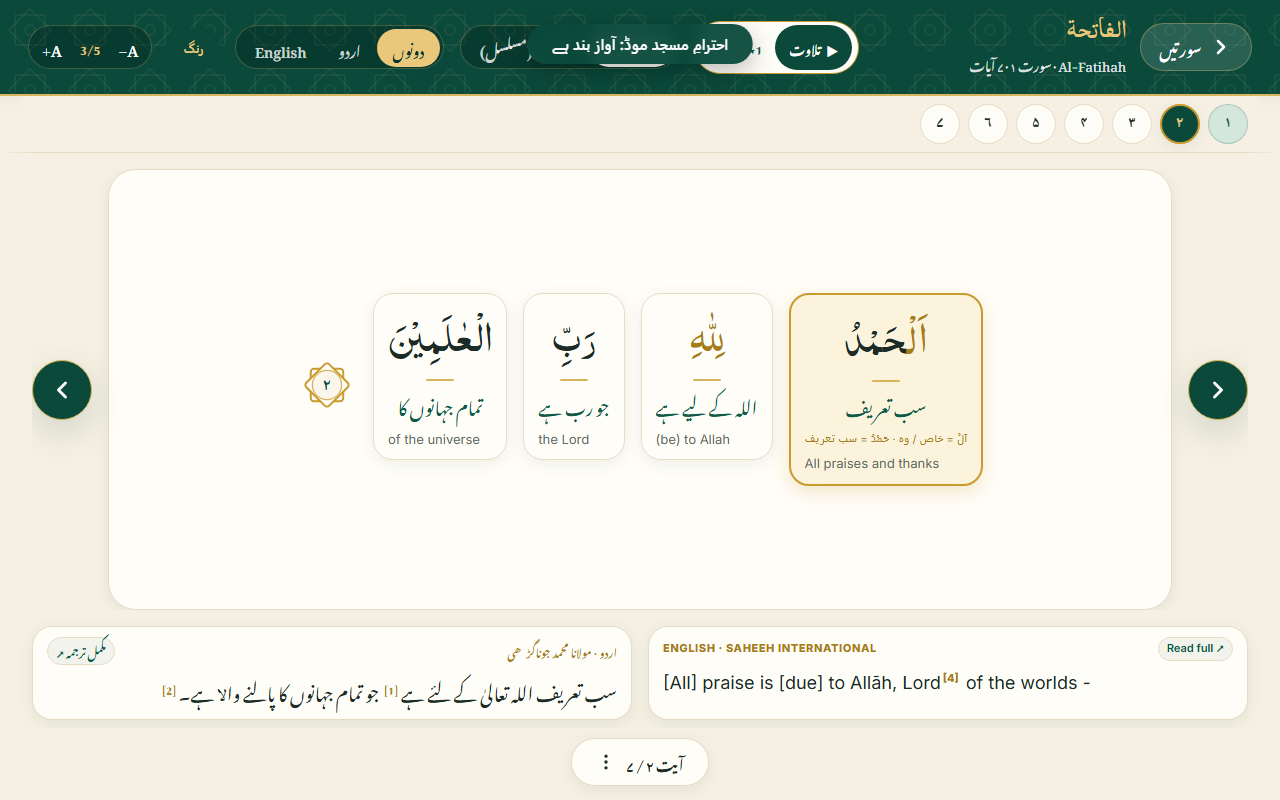 سورتیں
الفاتحة
Al-Fatihah · سورت ۱ · ۷ آیات
▶ تلاوت
احترامِ مسجد موڈ: آواز بند ہے
(مسلسل)
دونوں
اردو
English
رنگ
A−
3/5
A+
۱
۲
۳
۴
۵
۶
۷
اَلْحَمْدُ
سب تعریف
اَلْ = خاص / وہ · حَمْدُ = سب تعریف
All praises and thanks
لِلّٰهِ
اللہ کے لیے ہے
(be) to Allah
رَبِّ
جو رب ہے
the Lord
الْعٰلَمِیْنَ
تمام جہانوں کا
of the universe
۲
ENGLISH · SAHEEH INTERNATIONAL
Read full ↗
[All] praise is [due] to Allāh, Lord[4] of the worlds -
اردو · مولانا محمد جوناگڑھی
مکمل ترجمہ ↗
سب تعریف اللہ تعالیٰ کے لئے ہے [1] جو تمام جہانوں کا پالنے والا ہے۔ [2]
آیت ۲ / ۷